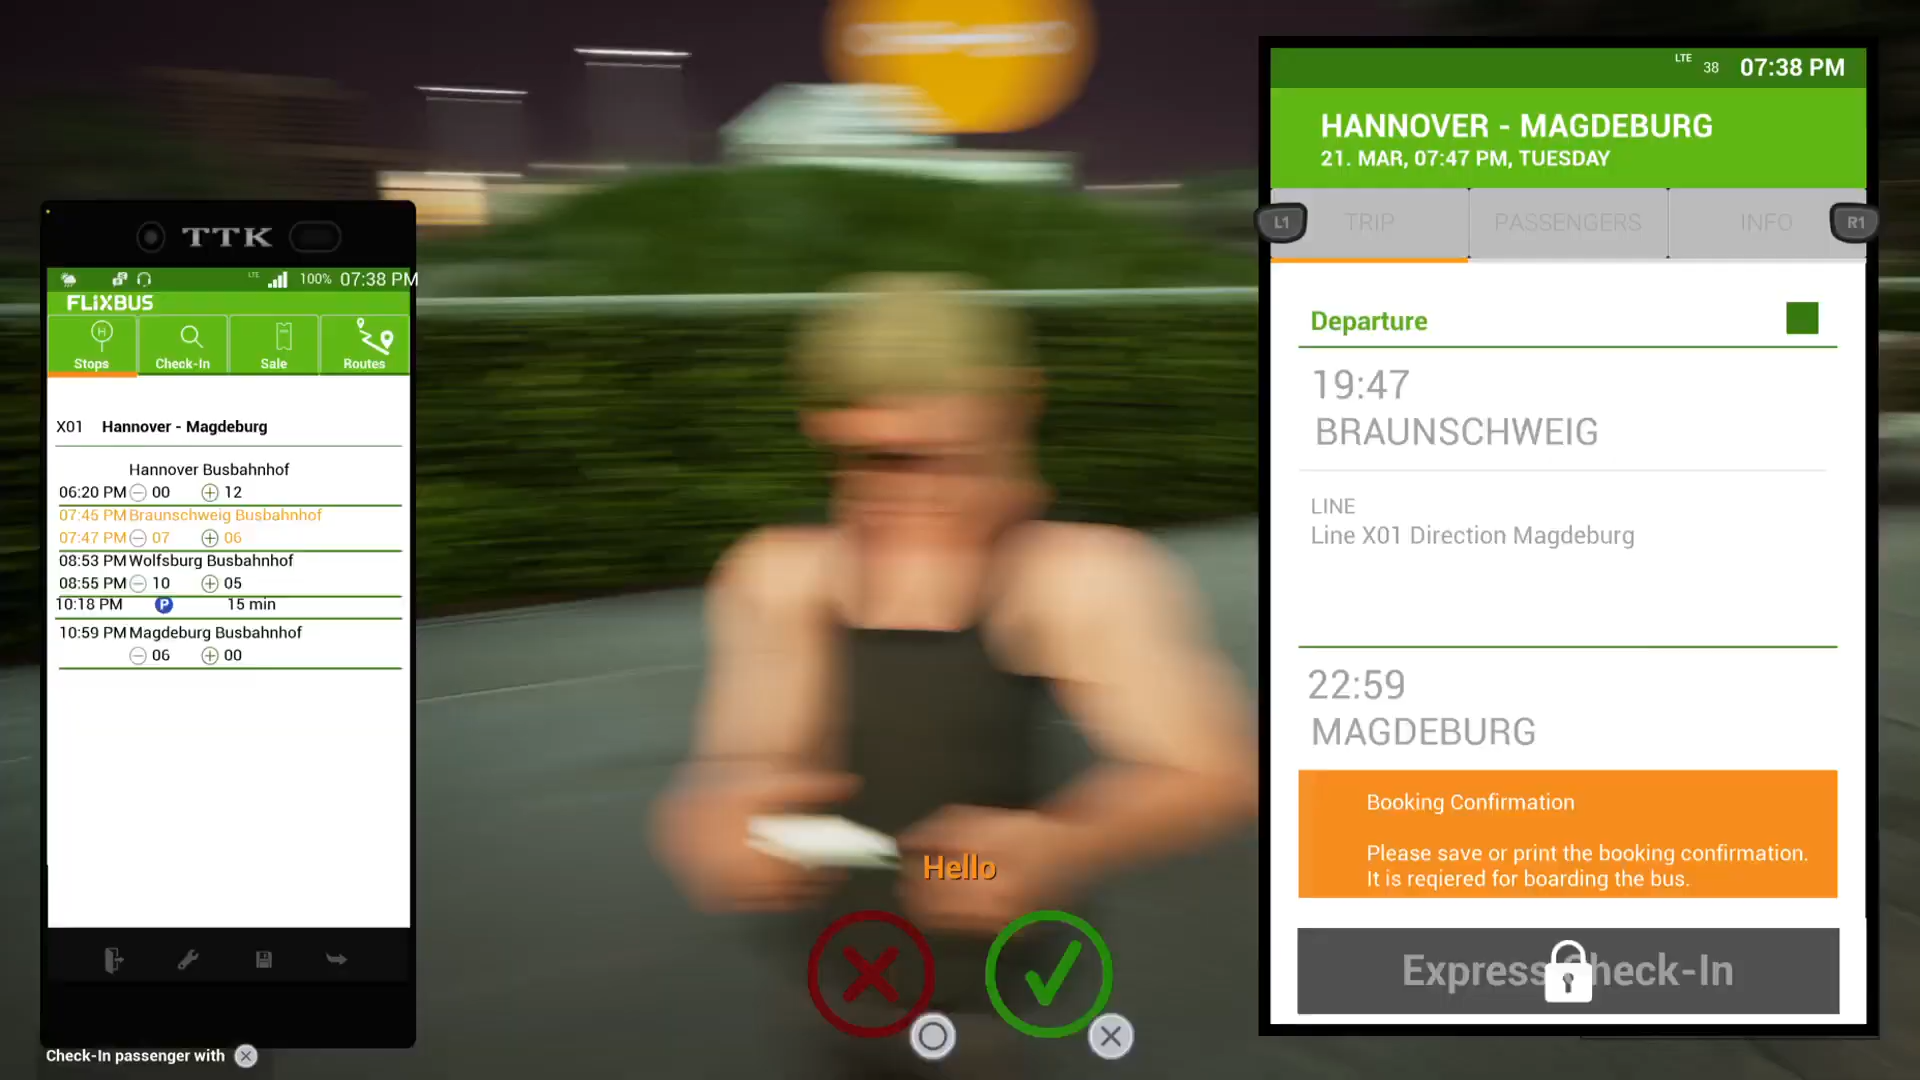 TTK
LTE 100% 07:38 PM
FLiXBUS
Stops Check-In Sale Routes
X01 Hannover - Magdeburg
Hannover Busbahnhof
06:20 PM 00 12
07:45 PM Braunschweig Busbahnhof
07:47 PM 07 06
08:53 PM Wolfsburg Busbahnhof
08:55 PM 10 05
10:18 PM P 15 min
10:59 PM Magdeburg Busbahnhof
06 00
Check-In passenger with
Hello
LTE 38 07:38 PM
HANNOVER - MAGDEBURG
21. MAR, 07:47 PM, TUESDAY
L1 TRIP PASSENGERS INFO R1
Departure
19:47
BRAUNSCHWEIG
LINE
Line X01 Direction Magdeburg
22:59
MAGDEBURG
Booking Confirmation
Please save or print the booking confirmation.
It is reqiered for boarding the bus.
Express Check-In